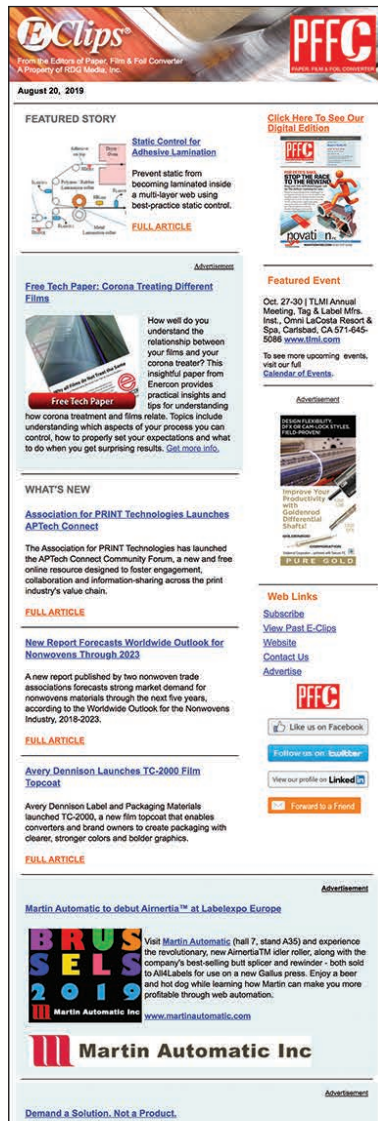 EClips®
From the Editors of Paper, Film & Foil Converter
A Property of RDG Media, Inc.
PFFC
PAPER, FILM & FOIL CONVERTER
August 20, 2019
FEATURED STORY
Static Control for
Adhesive Lamination
Prevent static from
becoming laminated inside
a multi-layer web using
best-practice static control.
FULL ARTICLE
Advertisement
Free Tech Paper: Corona Treating Different
Films
How well do you
understand the
relationship between
your films and your
corona treater? This
insightful paper from
Enercon provides
practical insights and
tips for understanding
Free Tech Paper
how corona treatment and films relate. Topics include
understanding which aspects of your process you can
control, how to properly set your expectations and what
to do when you get surprising results. Get more info.
WHAT'S NEW
Association for PRINT Technologies Launches
APTech Connect
The Association for PRINT Technologies has launched
the APTech Connect Community Forum, a new and free
online resource designed to foster engagement,
collaboration and information-sharing across the print
industry's value chain.
FULL ARTICLE
New Report Forecasts Worldwide Outlook for
Nonwovens Through 2023
A new report published by two nonwoven trade
associations forecasts strong market demand for
nonwovens materials through the next five years,
according to the Worldwide Outlook for the Nonwovens
Industry, 2018-2023.
FULL ARTICLE
Avery Dennison Launches TC-2000 Film
Topcoat
Avery Dennison Label and Packaging Materials
launched TC-2000, a new film topcoat that enables
converters and brand owners to create packaging with
clearer, stronger colors and bolder graphics.
FULL ARTICLE
Click Here To See Our
Digital Edition
PFFC
STOP THE RACE
TO THE REWIND.
Featured Event
Oct. 27-30 | TLMI Annual
Meeting, Tag & Label Mfrs.
Inst., Omni LaCosta Resort &
Spa, Carlsbad, CA 571-645-
5086 www.tlmi.com
To see more upcoming events,
visit our full
Calendar of Events.
Advertisement
DESIGN FLEXIBILITY.
DFX OR CAM-LOCK STYLES.
FIELD-PROVEN!
Improve Your
Productivity
with
Goldenrod
Differential
Shafts!
GOLDENROD
CORPORATION
PURE GOLD
Web Links
Subscribe
View Past E-Clips
Website
Contact Us
Advertise
PFFC
Like us on Facebook
Follow us on twitter
View our profile on LinkedIn
Forward to a Friend
Advertisement
Martin Automatic to debut Airnertia™ at Labelexpo Europe
BRUS
SELS
2019
Martin Automatic Inc
Visit Martin Automatic (hall 7, stand A35) and experience
the revolutionary, new AirnertiaTM idler roller, along with the
company's best-selling butt splicer and rewinder - both sold
to All4Labels for use on a new Gallus press. Enjoy a beer
and hot dog while learning how Martin can make you more
profitable through web automation.
www.martinautomatic.com
Martin Automatic Inc
Advertisement
Demand a Solution. Not a Product.